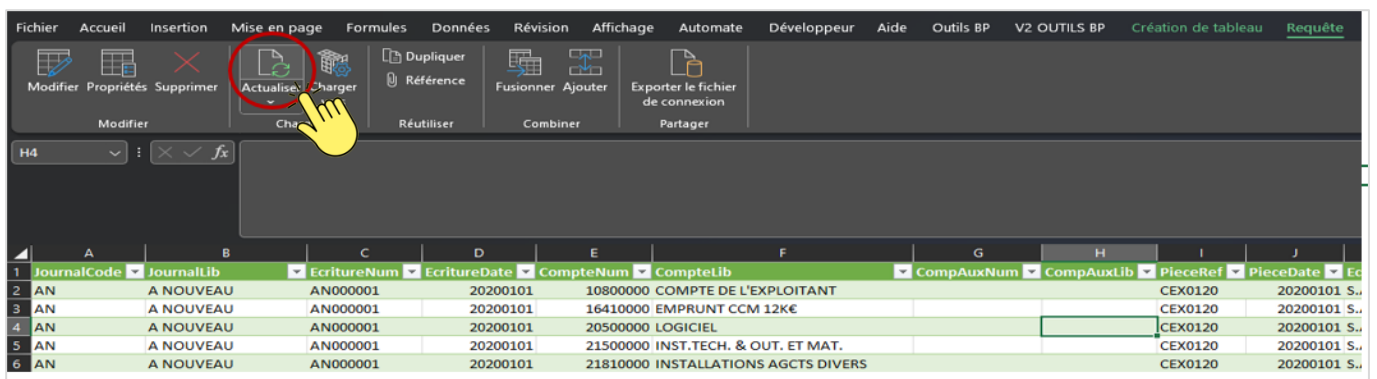 Fichier Accueil Insertion Mise en page Formules Données Révision Affichage Automate Développeur Aide Outils BP V2 OUTILS BP Création de tableau Requête
Modifier Propriétés Supprimer Actualiser Charger Dupliquer Référence Fusionner Ajouter Exporter le fichier
de connexion
Modifier Réutiliser Combiner Partager
H4 fx
A B C D E F G H I J
1 JournalCode JournalLib EcritureNum EcritureDate CompteNum CompteLib CompAuxNum CompAuxLib PieceRef PieceDate Ec
2 AN A NOUVEAU AN000001 20200101 10800000 COMPTE DE L'EXPLOITANT CEX0120 20200101 S.
3 AN A NOUVEAU AN000001 20200101 16410000 EMPRUNT CCM 12K€ CEX0120 20200101 S.
4 AN A NOUVEAU AN000001 20200101 20500000 LOGICIEL CEX0120 20200101 S.
5 AN A NOUVEAU AN000001 20200101 21500000 INST.TECH. & OUT. ET MAT. CEX0120 20200101 S.
6 AN A NOUVEAU AN000001 20200101 21810000 INSTALLATIONS AGCTS DIVERS CEX0120 20200101 S.